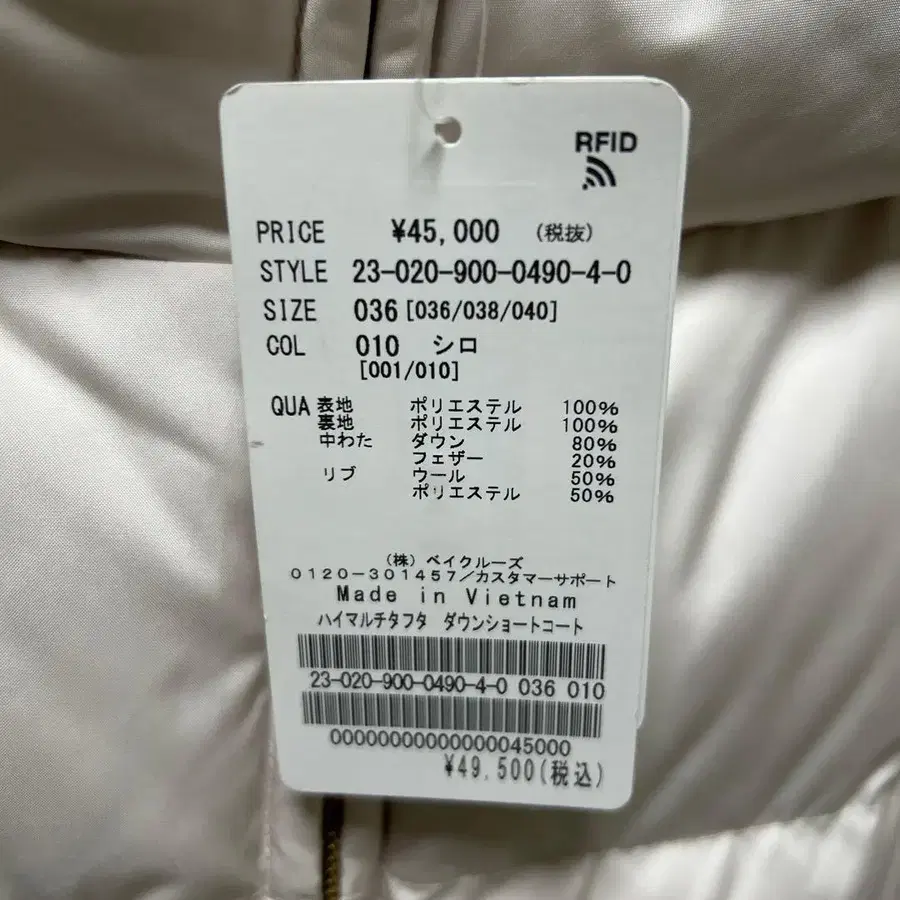 RFID
PRICE ¥45,000 (税抜)
STYLE 23-020-900-0490-4-0
SIZE 036 [036/038/040]
COL 010 シロ
[001/010]
QUA 表地 ポリエステル 100%
裏地 ポリエステル 100%
中わた ダウン 80%
フェザー 20%
リブ ウール 50%
ポリエステル 50%
(株) ベイクルーズ
0120-301457/カスタマーサポート
Made in Vietnam
ハイマルチタフタ ダウンショートコート
23-020-900-0490-4-0 036 010
00000000000000045000
¥49,500(税込)